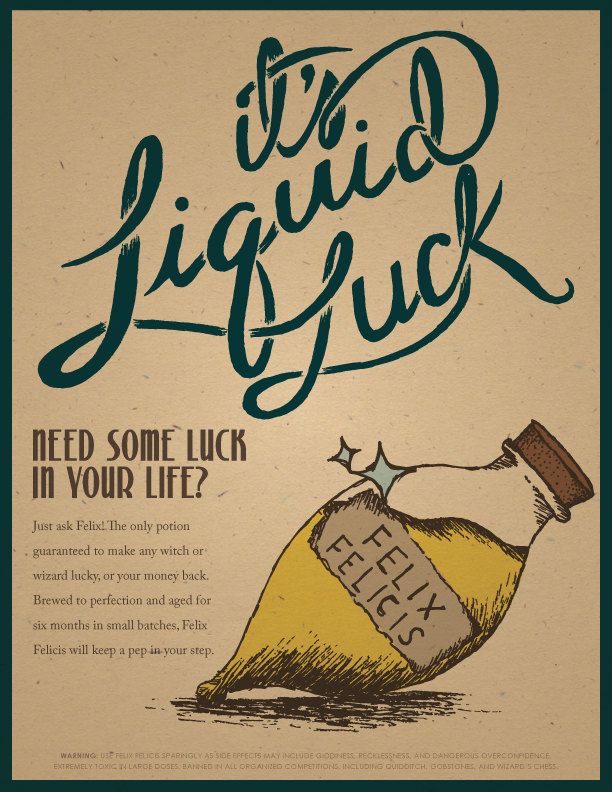 it's
Liquid
Luck
NEED SOME LUCK
IN YOUR LIFE?
Just ask Felix! The only potion
guaranteed to make any witch or
wizard lucky, or your money back.
Brewed to perfection and aged for
six months in small batches, Felix
Felicis will keep a pep in your step.
FELIX
FELICIS
WARNING: USE FELIX FELICIS SPARINGLY AS SIDE EFFECTS MAY INCLUDE GIDDINESS, RECKLESSNESS, AND DANGEROUS OVERCONFIDENCE.
EXTREMELY TOXIC IN LARGE DOSES. BANNED IN ALL ORGANIZED COMPETITIONS, INCLUDING QUIDDITCH, GOBSTONES, AND WIZARD'S CHESS.